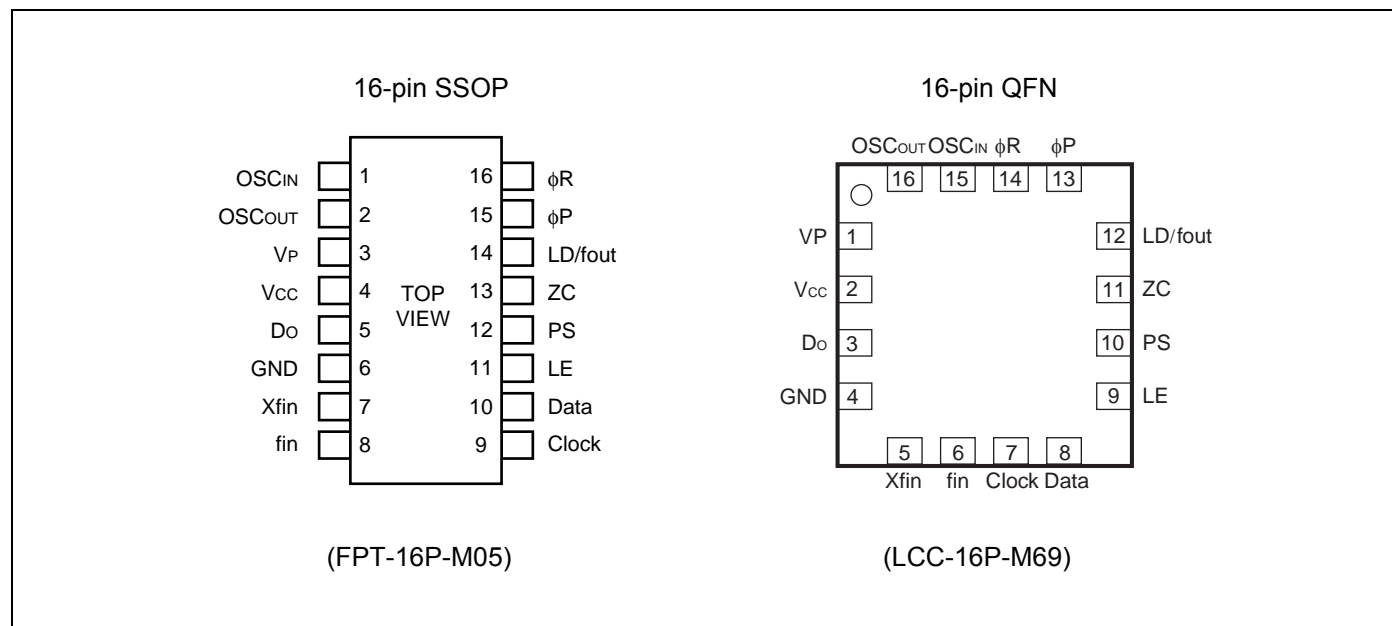 16-pin SSOP
OSCIN 1 16 ϕR
OSCOUT 2 15 ϕP
VP 3 14 LD/fout
VCC 4 13 ZC
TOP
VIEW
DO 5 12 PS
GND 6 11 LE
Xfin 7 10 Data
fin 8 9 Clock
(FPT-16P-M05)
16-pin QFN
OSCOUT OSCIN ϕR ϕP
16 15 14 13
VP 1 12 LD/fout
VCC 2 11 ZC
DO 3 10 PS
GND 4 9 LE
5 6 7 8
Xfin fin Clock Data
(LCC-16P-M69)